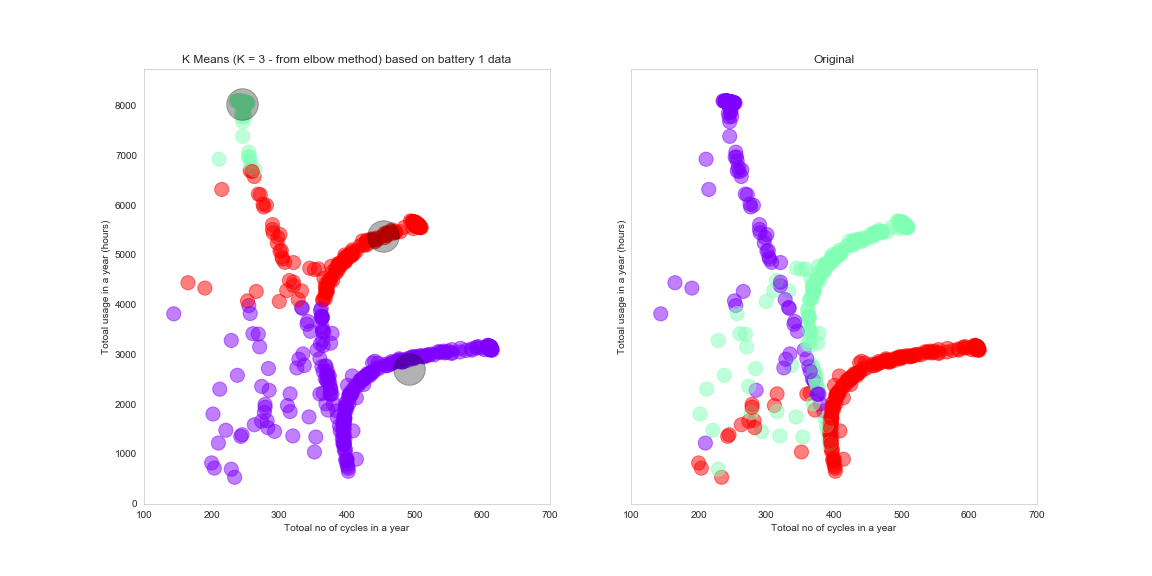 K Means (K = 3 - from elbow method) based on battery 1 data
Original
8000
7000
6000
5000
4000
3000
2000
1000
0
Totoal usage in a year (hours)
Totoal usage in a year (hours)
100 200 300 400 500 600 700
100 200 300 400 500 600 700
Totoal no of cycles in a year
Totoal no of cycles in a year